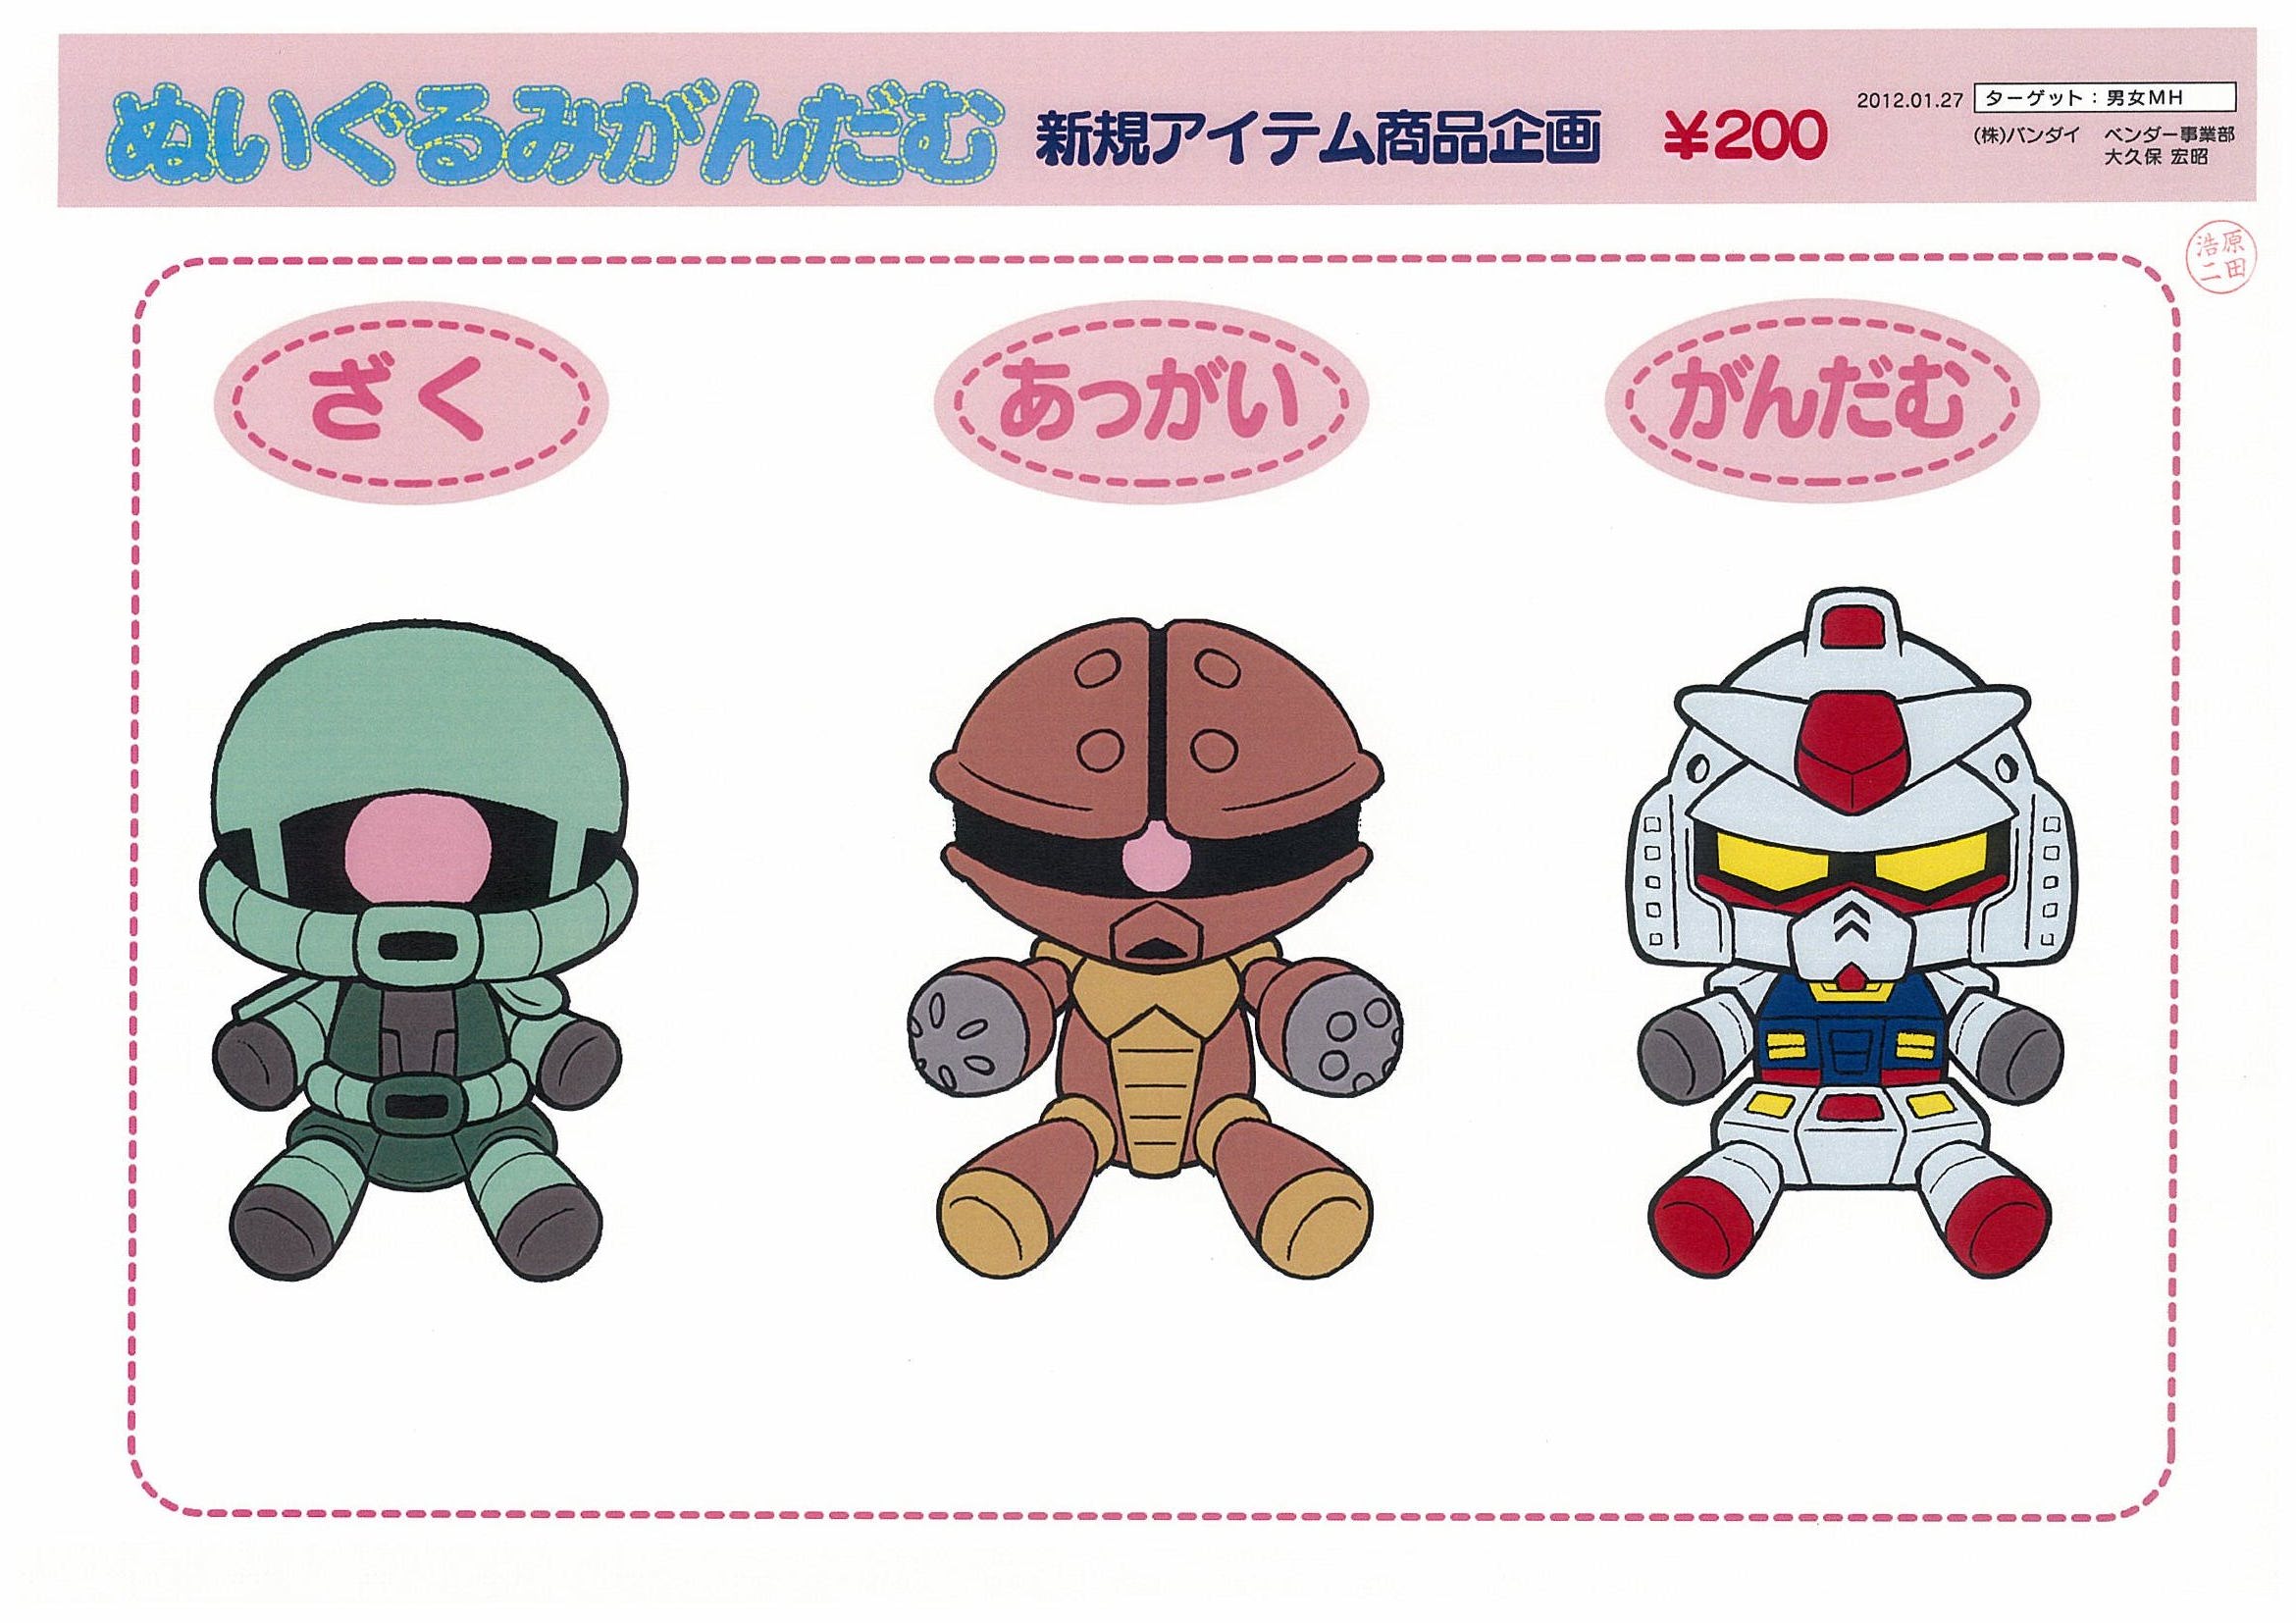 ぬいぐるみがんだむ 新規アイテム商品企画 ¥200
2012.01.27 ターゲット：男女MH
(株)バンダイ ベンダー事業部
大久保 宏昭
原田浩二
ざく
あっがい
がんだむ